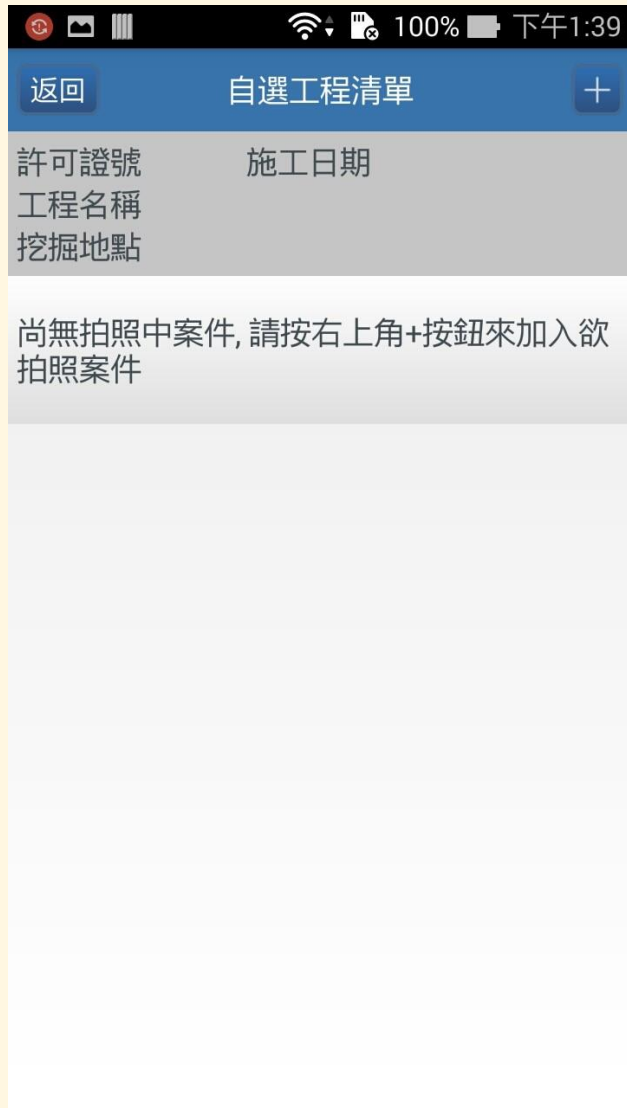 100% 下午1:39
返回 自選工程清單 +
許可證號 施工日期
工程名稱
挖掘地點
尚無拍照中案件, 請按右上角+按鈕來加入欲
拍照案件